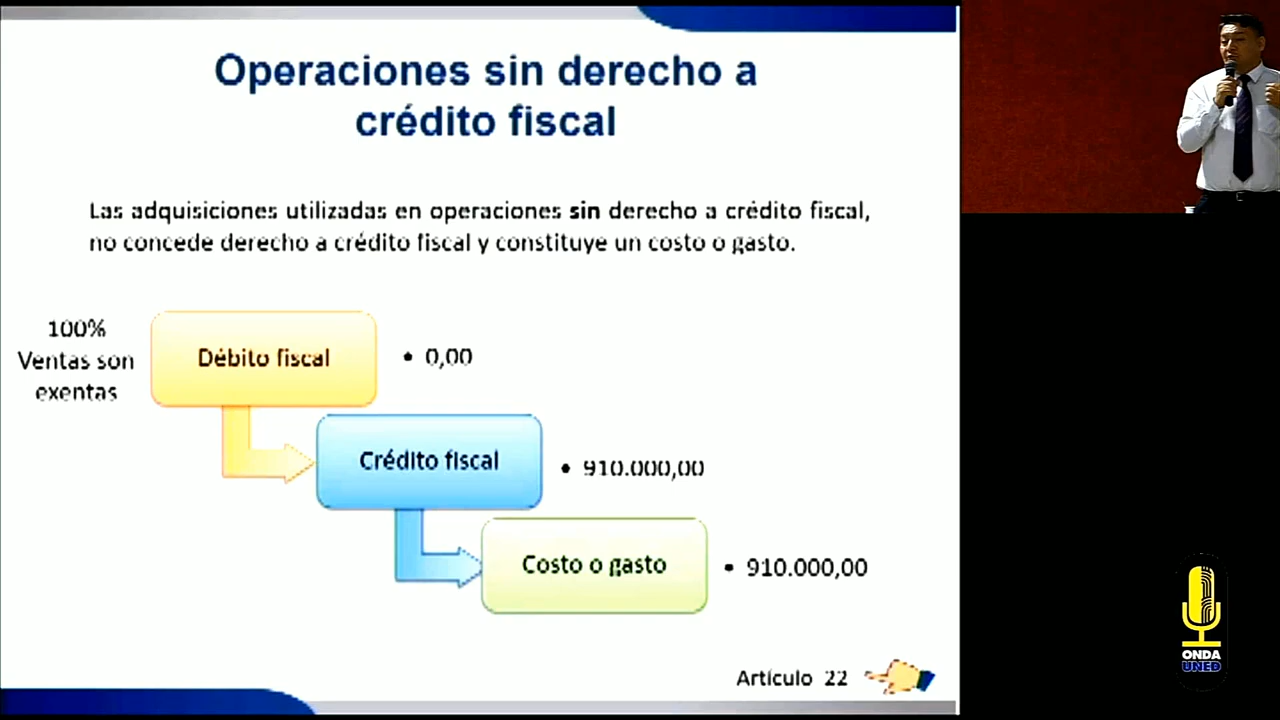 Operaciones sin derecho a
crédito fiscal
Las adquisiciones utilizadas en operaciones sin derecho a crédito fiscal,
no concede derecho a crédito fiscal y constituye un costo o gasto.
100%
Ventas son
exentas
Débito fiscal
• 0,00
Crédito fiscal
• 910.000,00
Costo o gasto
• 910.000,00
Artículo 22
ONDA
UNED